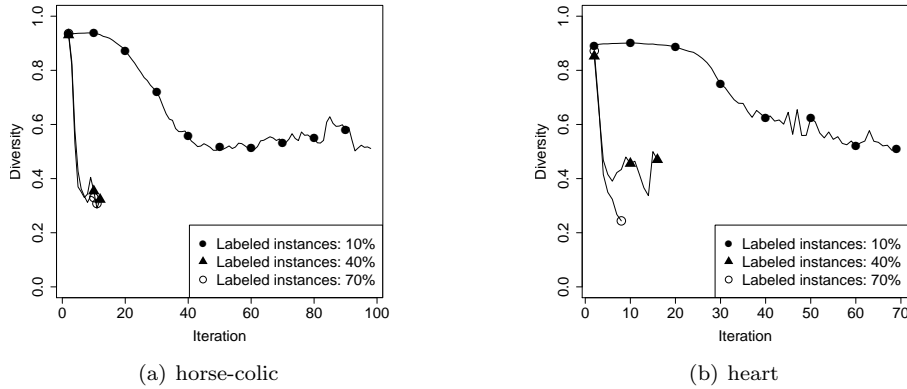 1.0
0.8
0.6
0.4
0.2
0.0
Diversity
Labeled instances: 10%
Labeled instances: 40%
Labeled instances: 70%
0 20 40 60 80 100
Iteration
(a) horse-colic
1.0
0.8
0.6
0.4
0.2
0.0
Diversity
Labeled instances: 10%
Labeled instances: 40%
Labeled instances: 70%
0 10 20 30 40 50 60 70
Iteration
(b) heart